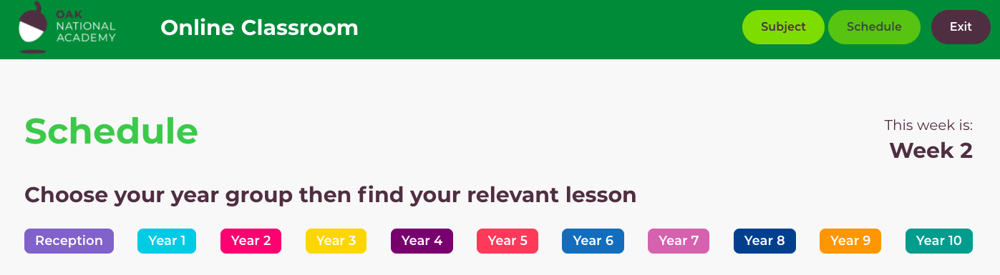 OAK
NATIONAL
ACADEMY
Online Classroom
Subject
Schedule
Exit
Schedule
This week is:
Week 2
Choose your year group then find your relevant lesson
Reception
Year 1
Year 2
Year 3
Year 4
Year 5
Year 6
Year 7
Year 8
Year 9
Year 10